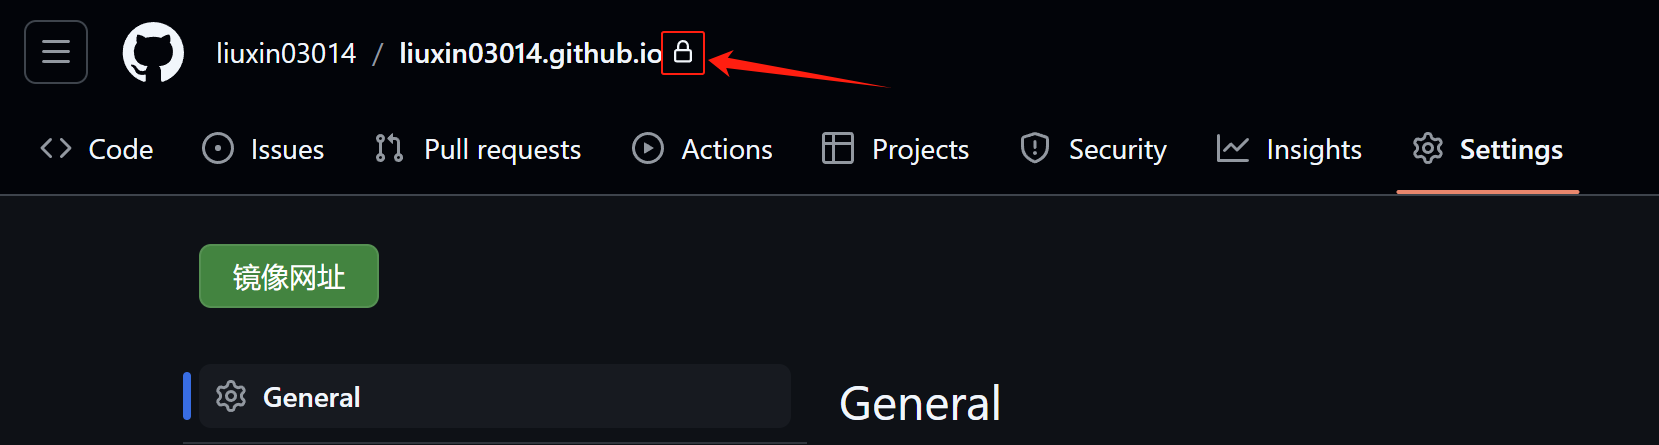 liuxin03014 / liuxin03014.github.io
Code Issues Pull requests Actions Projects Security Insights Settings
镜像网址
General
General